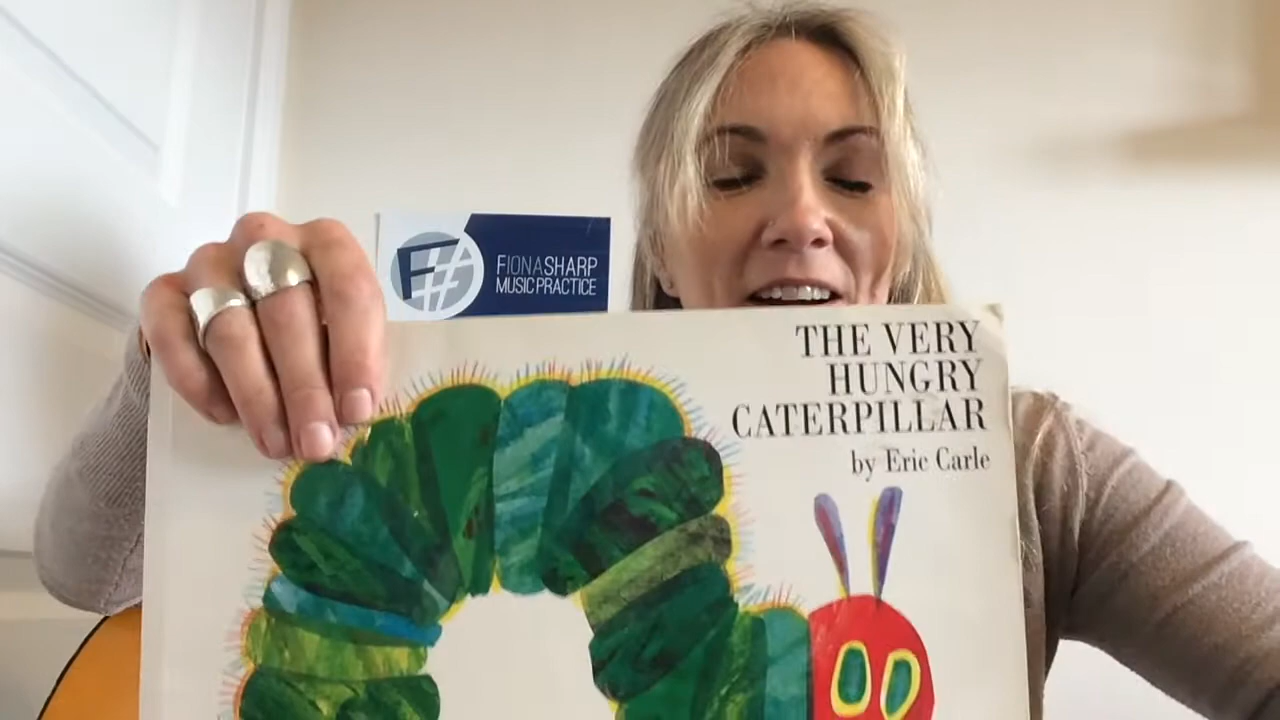 F#
FIONASHARP
MUSIC PRACTICE
THE VERY
HUNGRY
CATERPILLAR
by Eric Carle